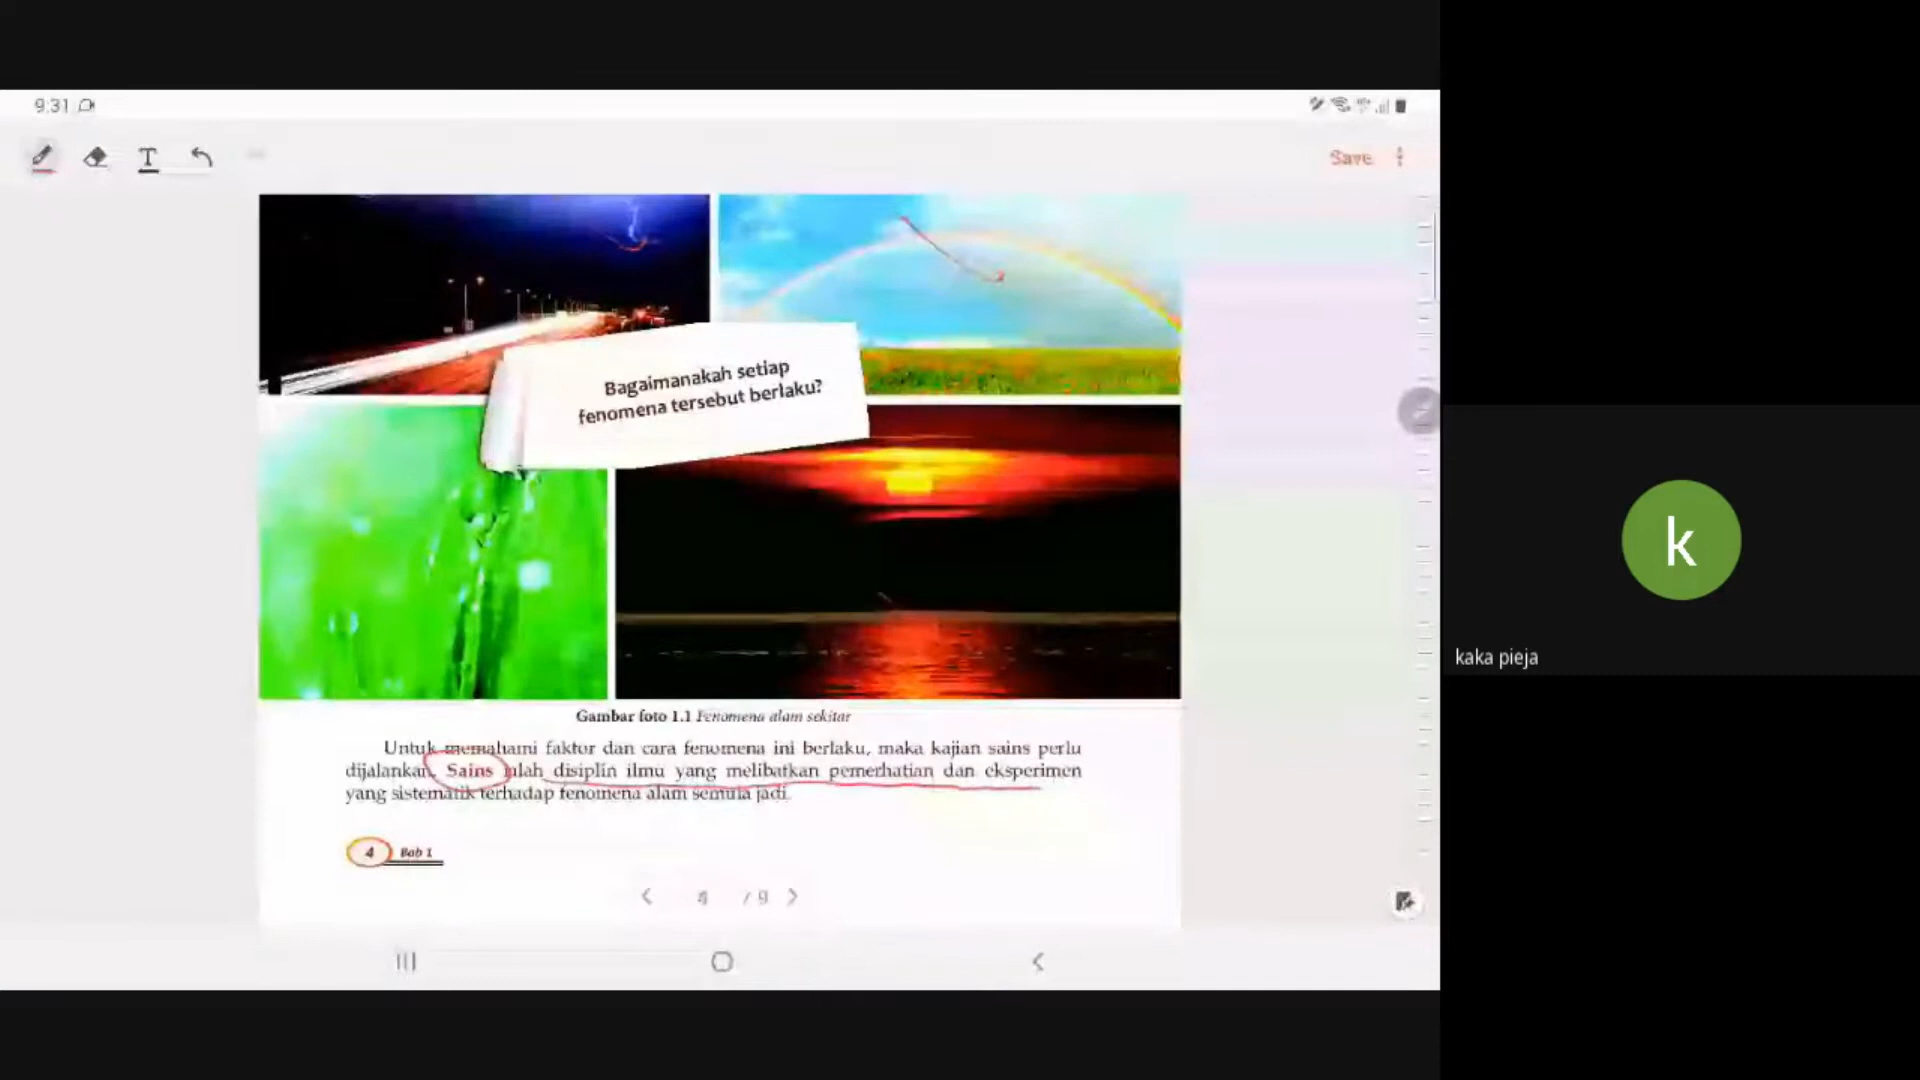 9:31
T
Save
Bagaimanakah setiap
fenomena tersebut berlaku?
Gambar foto 1.1 Fenomena alam sekitar
Untuk memahami faktor dan cara fenomena ini berlaku, maka kajian sains perlu
dijalankan. Sains ialah disiplin ilmu yang melibatkan pemerhatian dan eksperimen
yang sistematik terhadap fenomena alam semula jadi.
4 Bab 1
4 / 9
k
kaka pieja